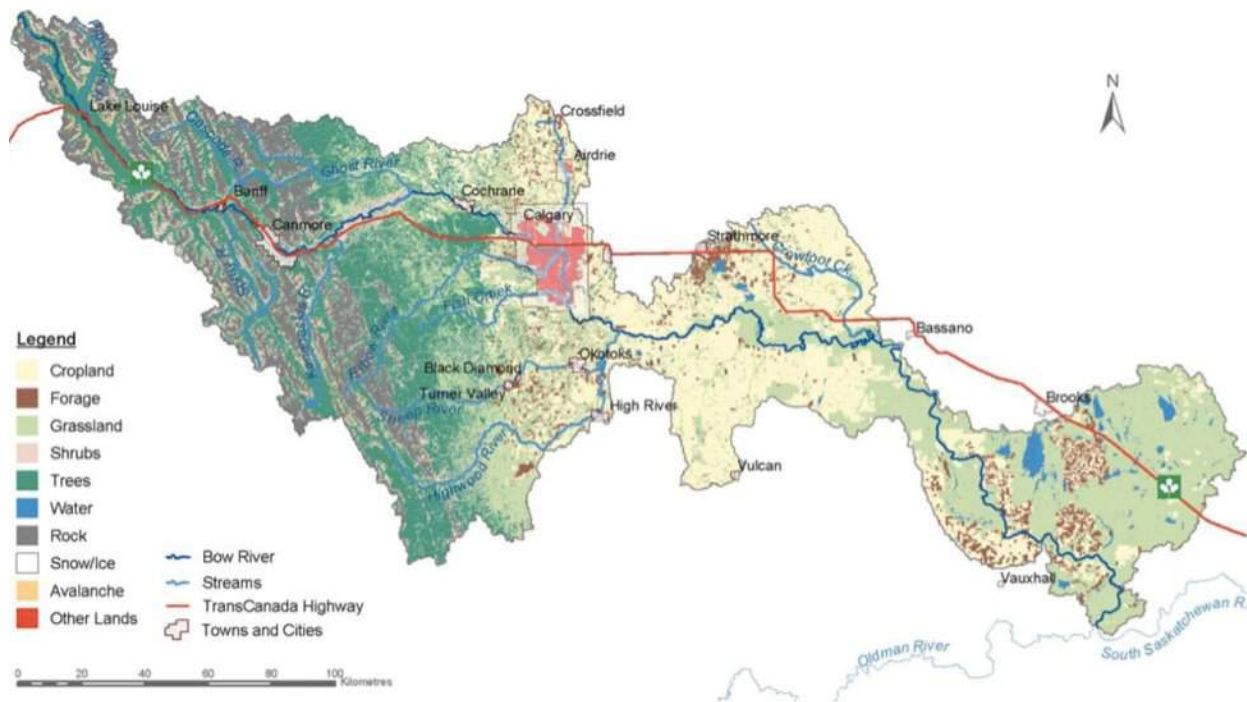 N
Crossfield
Lake Louise
Airdrie
Cascade R.
Ghost River
Banff
Cochrane
Canmore
Calgary
Strathmore
Crowfoot Ck.
Fish Creek
Bassano
Elbow River
Okotoks
Black Diamond
Turner Valley
Sheep River
High River
Brooks
Highwood River
Vulcan
Vauxhall
Oldman River
South Saskatchewan R.
Legend
Cropland
Forage
Grassland
Shrubs
Trees
Water
Rock
Snow/Ice
Avalanche
Other Lands
Bow River
Streams
TransCanada Highway
Towns and Cities
0 20 40 60 80 100
Kilometres